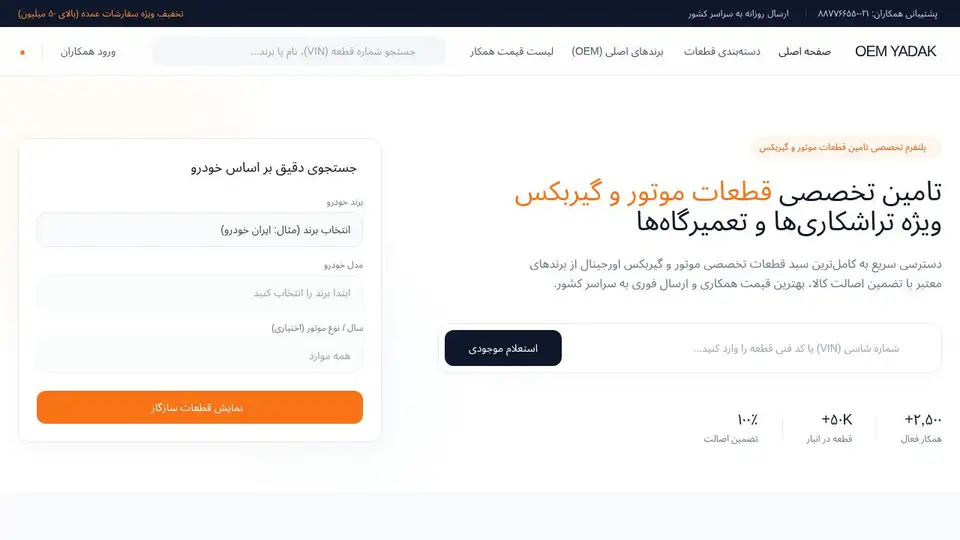 پشتیبانی همکاران: ۰۲۱-۸۸۷۷۶۶۵۵
ارسال روزانه به سراسر کشور
تخفیف ویژه سفارشات عمده (بالای ۵۰ میلیون)
OEM YADAK
صفحه اصلی
دسته‌بندی قطعات
برندهای اصلی (OEM)
لیست قیمت همکار
جستجو شماره قطعه (VIN)، نام یا برند...
ورود همکاران
پلتفرم تخصصی تامین قطعات موتور و گیربکس
تامین تخصصی قطعات موتور و گیربکس
ویژه تراشکاری‌ها و تعمیرگاه‌ها
دسترسی سریع به کامل‌ترین سبد قطعات تخصصی موتور و گیربکس اورجینال از برندهای
معتبر با تضمین اصالت کالا، بهترین قیمت همکاری و ارسال فوری به سراسر کشور.
شماره شاسی (VIN) یا کد فنی قطعه را وارد کنید...
استعلام موجودی
+۲,۵۰۰
همکار فعال
+۵۰K
قطعه در انبار
۱۰۰٪
تضمین اصالت
جستجوی دقیق بر اساس خودرو
برند خودرو
انتخاب برند (مثال: ایران خودرو)
مدل خودرو
ابتدا برند را انتخاب کنید
سال / نوع موتور (اختیاری)
همه موارد
نمایش قطعات سازگار